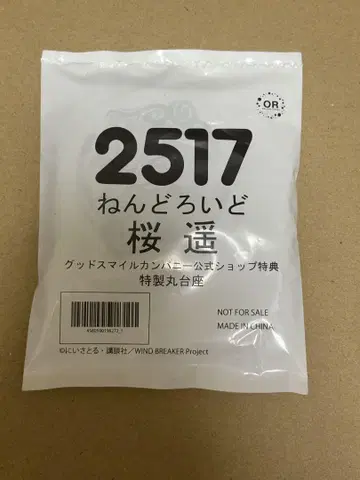 OR
2517
ねんどろいど
桜 遥
グッドスマイルカンパニー公式ショップ特典
特製丸台座
NOT FOR SALE
MADE IN CHINA
©にいさとる・講談社／WIND BREAKER Project